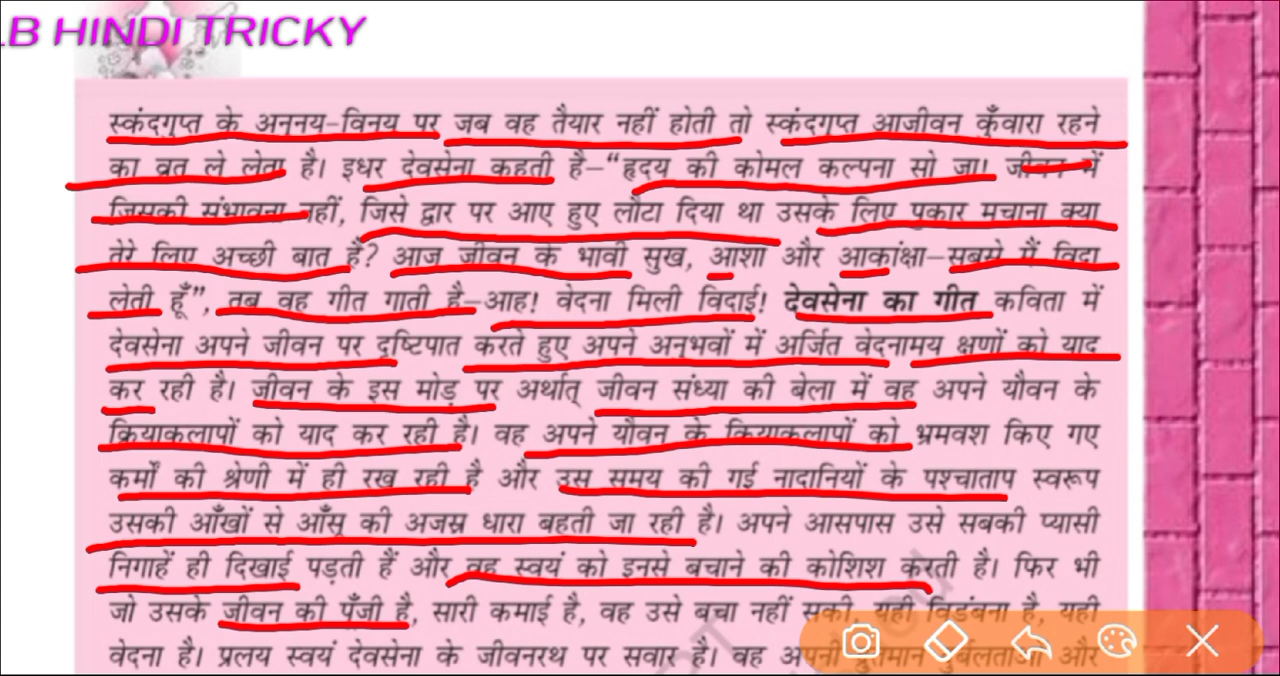 LB HINDI TRICKY
स्कंदगुप्त के अनुनय-विनय पर जब वह तैयार नहीं होती तो स्कंदगुप्त आजीवन कुँवारा रहने
का व्रत ले लेता है। इधर देवसेना कहती है–“हृदय की कोमल कल्पना सो जा। जीवन में
जिसकी संभावना नहीं, जिसे द्वार पर आए हुए लौटा दिया था उसके लिए पुकार मचाना क्या
तेरे लिए अच्छी बात है? आज जीवन के भावी सुख, आशा और आकांक्षा–सबसे मैं विदा
लेती हूँ”, तब वह गीत गाती है–आह! वेदना मिली विदाई! देवसेना का गीत कविता में
देवसेना अपने जीवन पर दृष्टिपात करते हुए अपने अनुभवों में अर्जित वेदनामय क्षणों को याद
कर रही है। जीवन के इस मोड़ पर अर्थात् जीवन संध्या की बेला में वह अपने यौवन के
क्रियाकलापों को याद कर रही है। वह अपने यौवन के क्रियाकलापों को भ्रमवश किए गए
कर्मों की श्रेणी में ही रख रही है और उस समय की गई नादानियों के पश्चाताप स्वरूप
उसकी आँखों से आँसू की अजस्र धारा बहती जा रही है। अपने आसपास उसे सबकी प्यासी
निगाहें ही दिखाई पड़ती हैं और वह स्वयं को इनसे बचाने की कोशिश करती है। फिर भी
जो उसके जीवन की पूँजी है, सारी कमाई है, वह उसे बचा नहीं सकी, यही विडंबना है, यही
वेदना है। प्रलय स्वयं देवसेना के जीवनरथ पर सवार है। वह अपनी दुर्बलताओं और